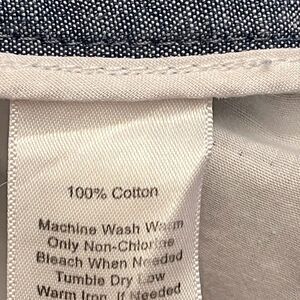 100% Cotton
Machine Wash Warm
Only Non-Chlorine
Bleach When Needed
Tumble Dry Low
Warm Iron, If Needed